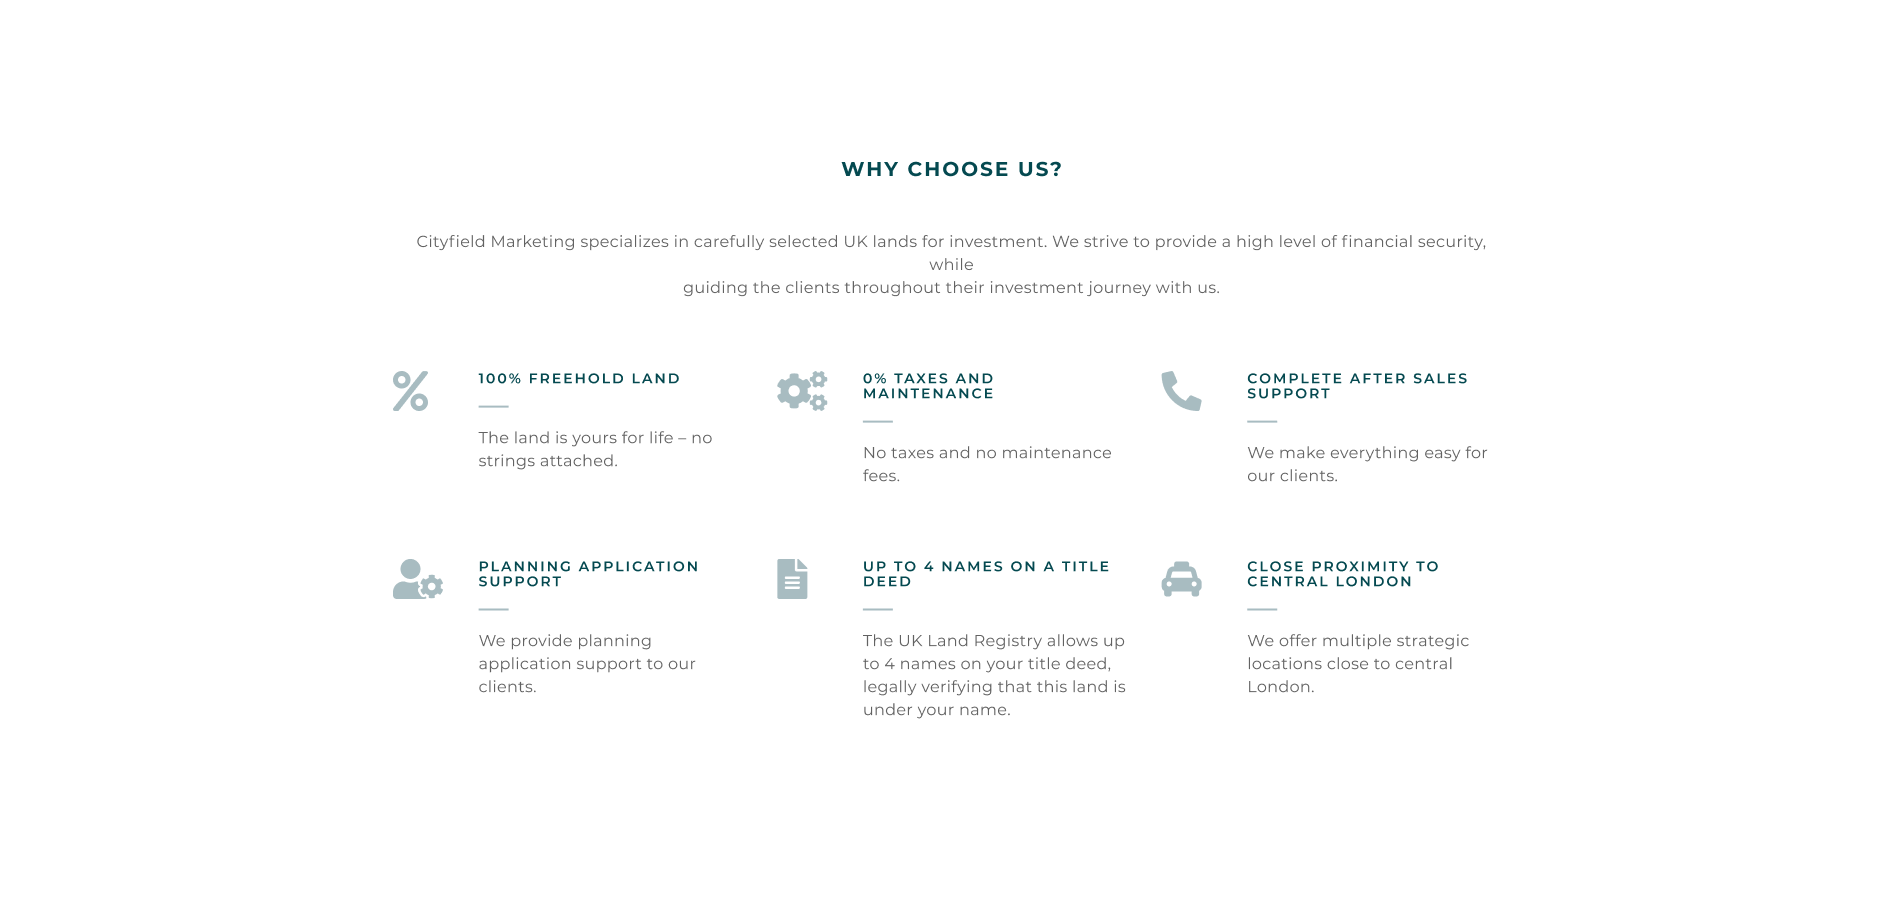 WHY CHOOSE US?
Cityfield Marketing specializes in carefully selected UK lands for investment. We strive to provide a high level of financial security,
while
guiding the clients throughout their investment journey with us.
100% FREEHOLD LAND
The land is yours for life – no
strings attached.
0% TAXES AND
MAINTENANCE
No taxes and no maintenance
fees.
COMPLETE AFTER SALES
SUPPORT
We make everything easy for
our clients.
PLANNING APPLICATION
SUPPORT
We provide planning
application support to our
clients.
UP TO 4 NAMES ON A TITLE
DEED
The UK Land Registry allows up
to 4 names on your title deed,
legally verifying that this land is
under your name.
CLOSE PROXIMITY TO
CENTRAL LONDON
We offer multiple strategic
locations close to central
London.